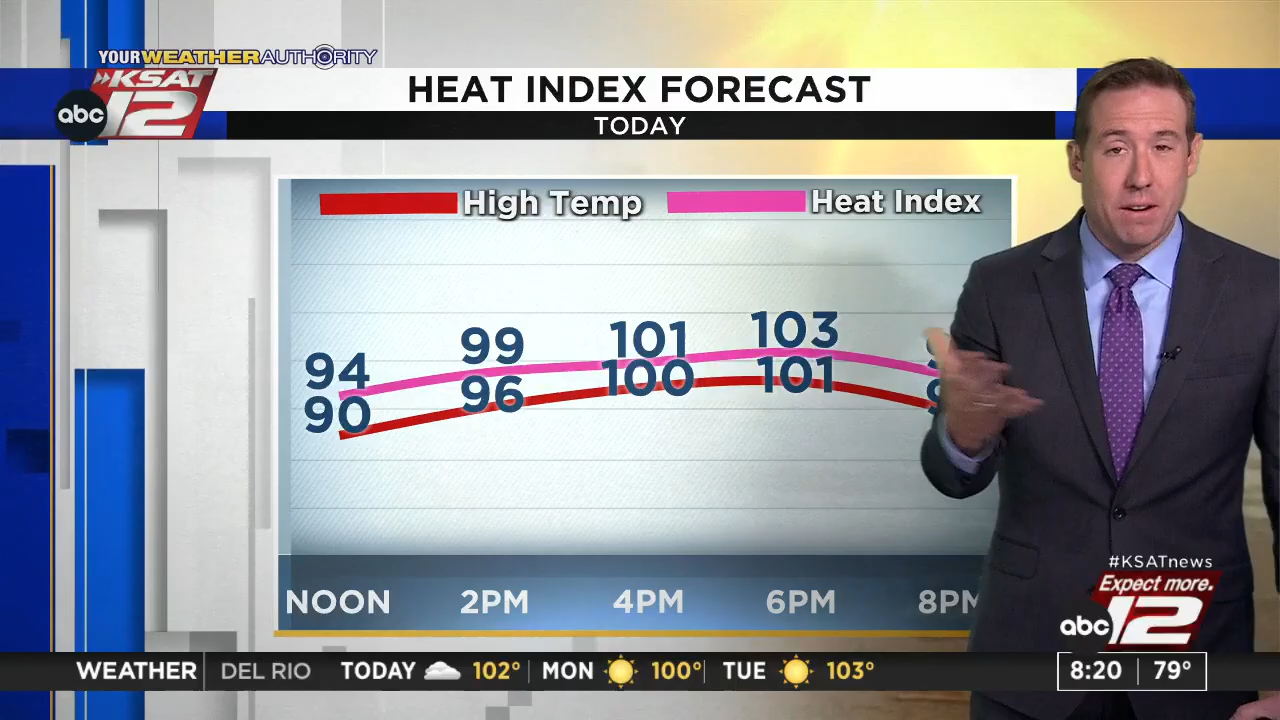 YOURWEATHERAUTHORITY
KSAT
abc 12
HEAT INDEX FORECAST
TODAY
High Temp Heat Index
94 99 101 103
90 96 100 101
NOON 2PM 4PM 6PM 8PM
#KSATnews
Expect more.
abc 12
WEATHER DEL RIO TODAY 102° MON 100° TUE 103°
8:20 79°